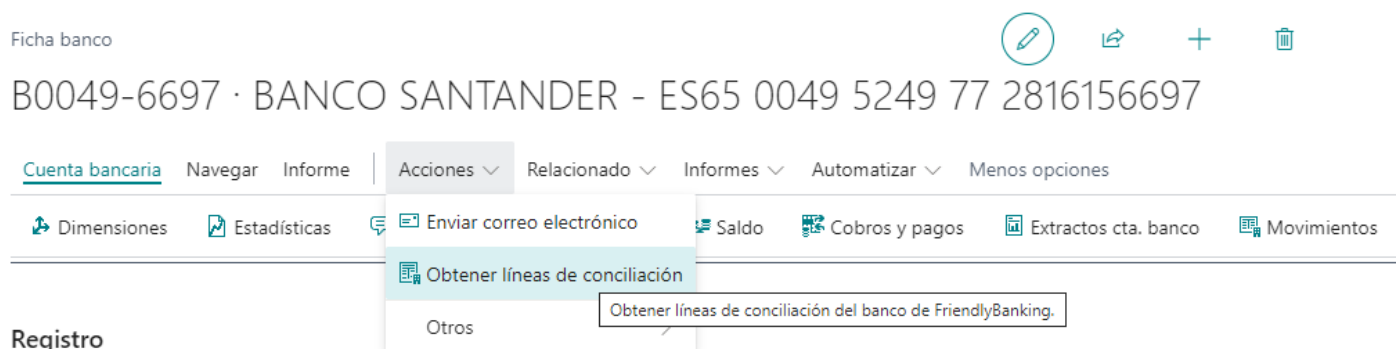 Ficha banco
B0049-6697 · BANCO SANTANDER - ES65 0049 5249 77 2816156697
Cuenta bancaria Navegar Informe Acciones Relacionado Informes Automatizar Menos opciones
Dimensiones Estadísticas Enviar correo electrónico Saldo Cobros y pagos Extractos cta. banco Movimientos
Obtener líneas de conciliación
Obtener líneas de conciliación del banco de FriendlyBanking.
Otros
Registro